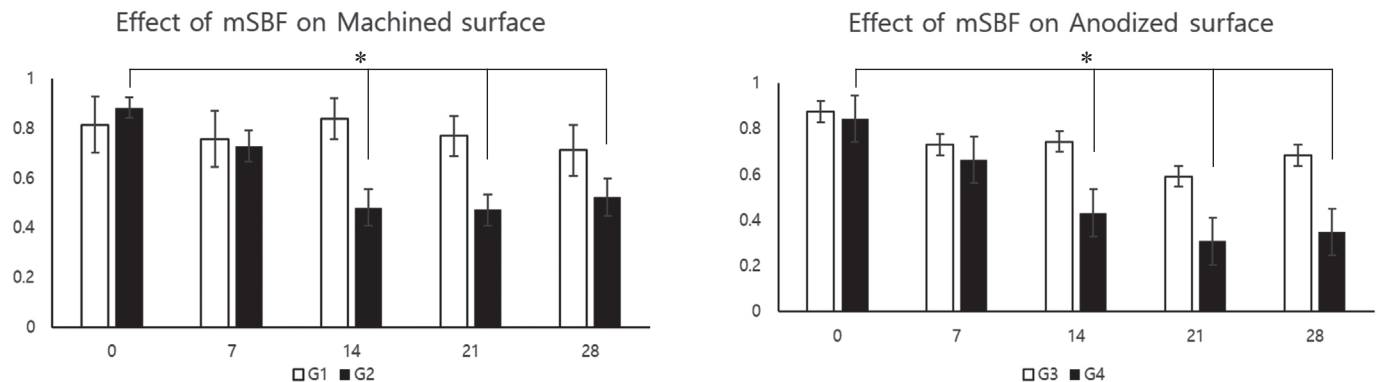 Effect of mSBF on Machined surface
*
1
0.8
0.6
0.4
0.2
0
0 7 14 21 28
G1 G2
Effect of mSBF on Anodized surface
*
1
0.8
0.6
0.4
0.2
0
0 7 14 21 28
G3 G4